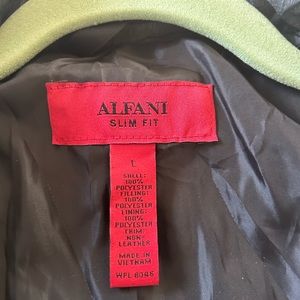 ALFANI
SLIM FIT
L
SHELL:
100%
POLYESTER
FILLING:
100%
POLYESTER
LINING:
100%
POLYESTER
TRIM:
NON-
LEATHER
MADE IN
VIETNAM
WPL 8046